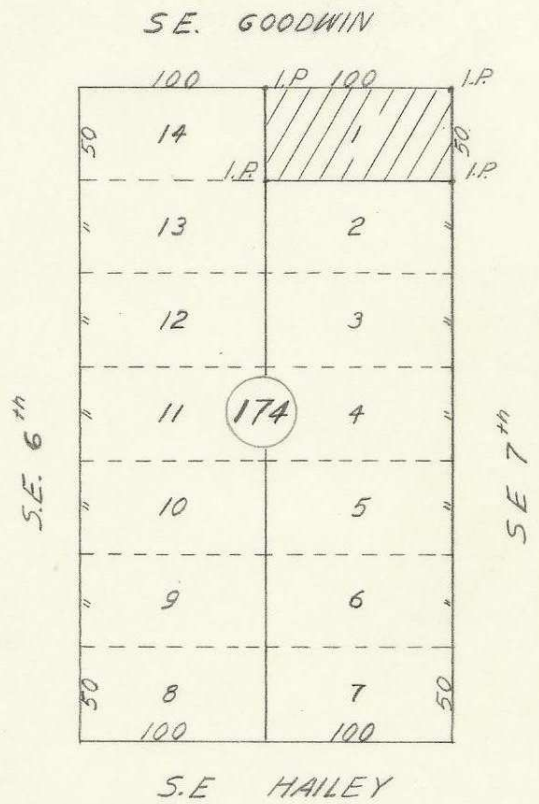 S.E. GOODWIN
100 I.P. 100 I.P.
50 14 1 50
I.P. I.P.
" 13 2 "
" 12 3 "
" 11 174 4 "
S.E. 6th
SE 7th
" 10 5 "
" 9 6 "
50 8 7 50
100 100
S.E HAILEY